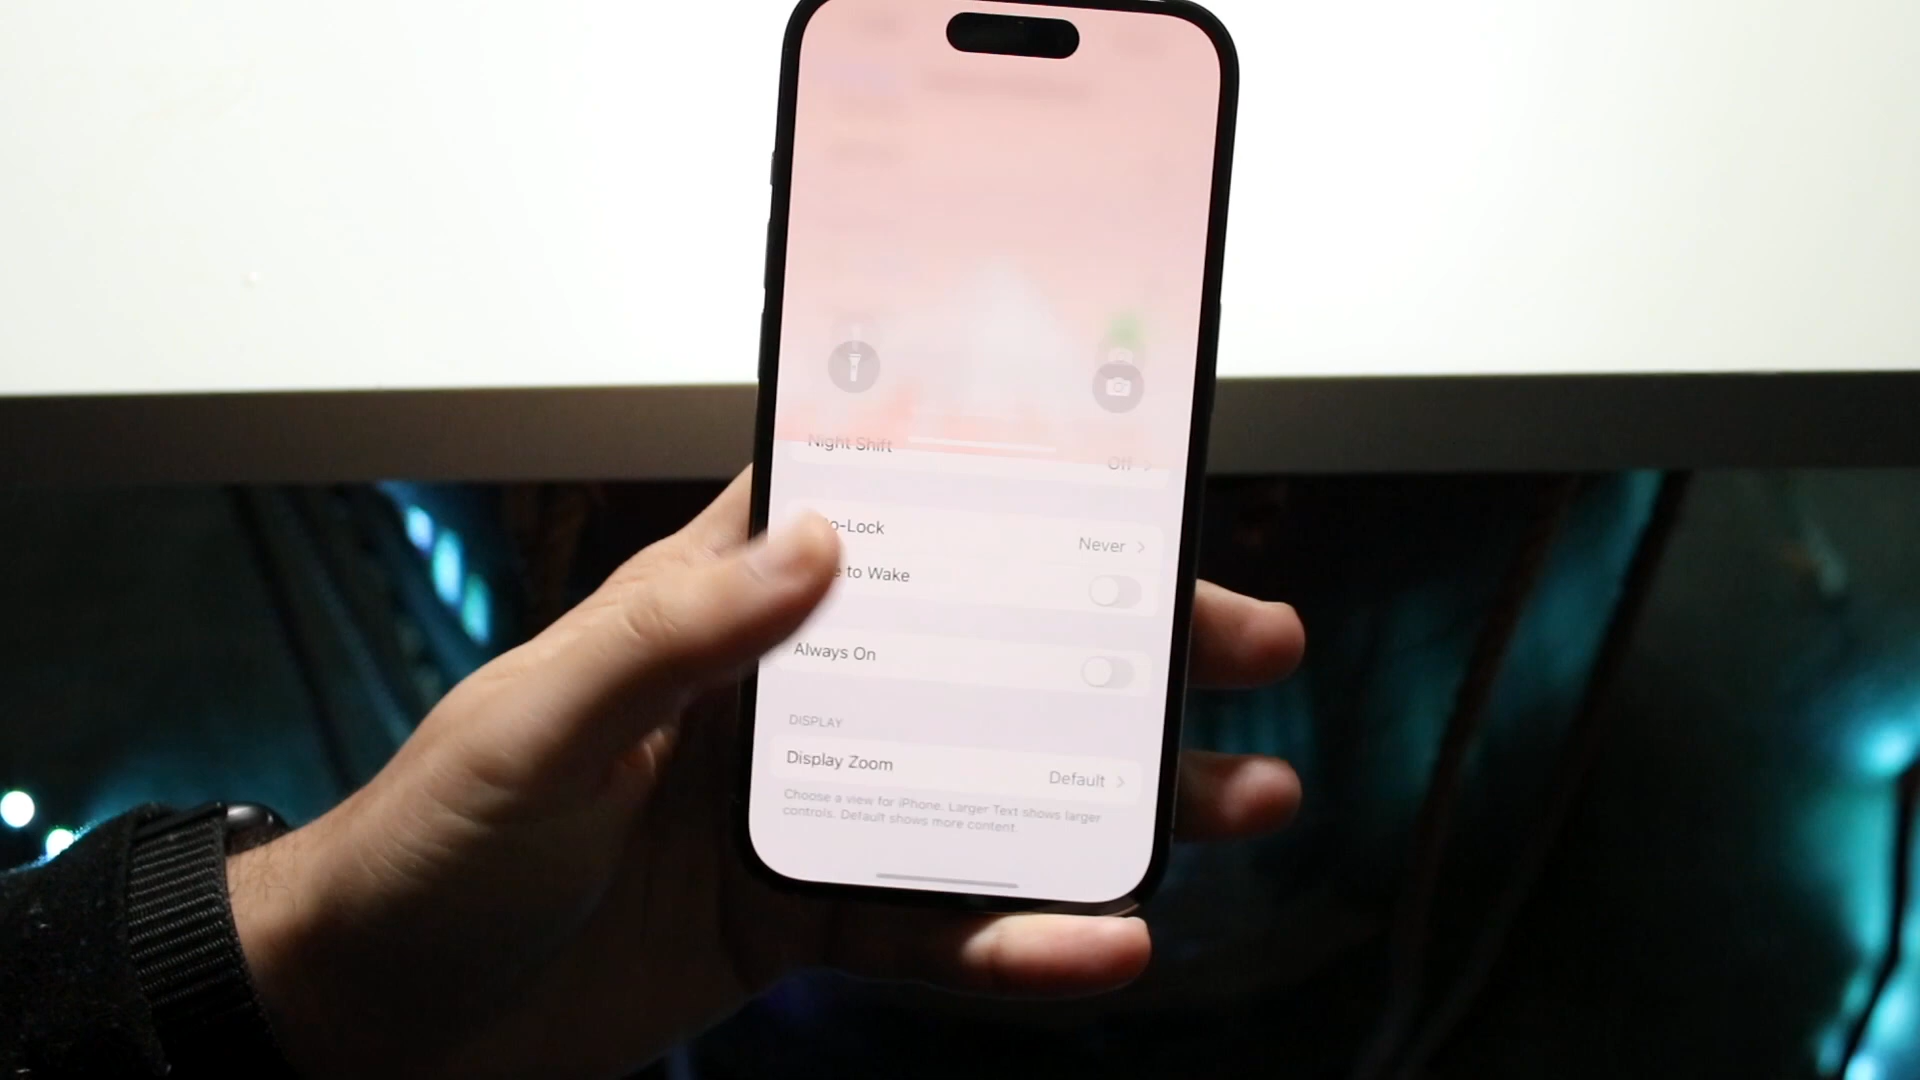 Night Shift
Off
o-Lock
Never
e to Wake
Always On
DISPLAY
Display Zoom
Default
Choose a view for iPhone. Larger Text shows larger
controls. Default shows more content.